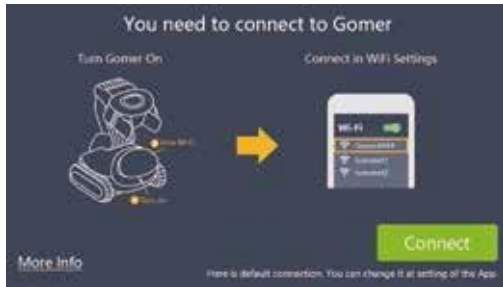 You need to connect to Gomer
Turn Gomer On
Connect in WiFi Settings
Wi-Fi
Connect
More Info
Here is default connection. You can change it at setting of the App